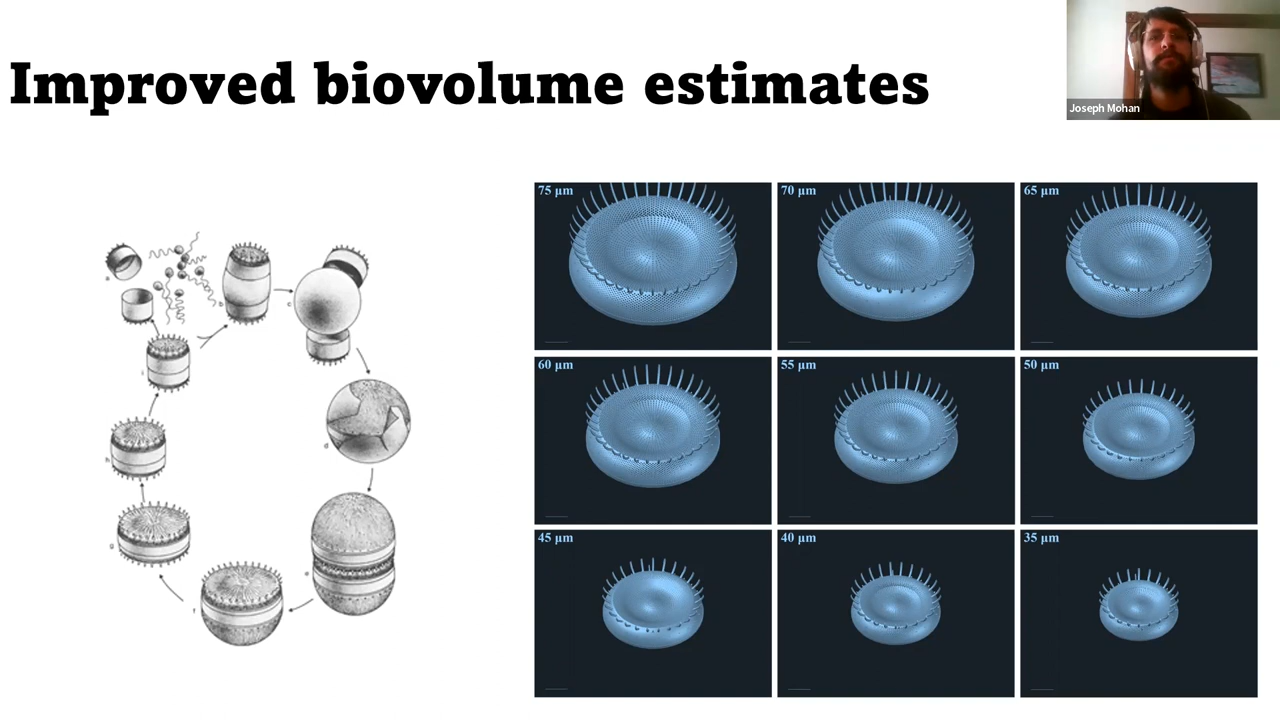 Improved biovolume estimates
Joseph Mohan
75 µm
70 µm
65 µm
60 µm
55 µm
50 µm
45 µm
40 µm
35 µm
a
b
c
d
e
f
g
h
i